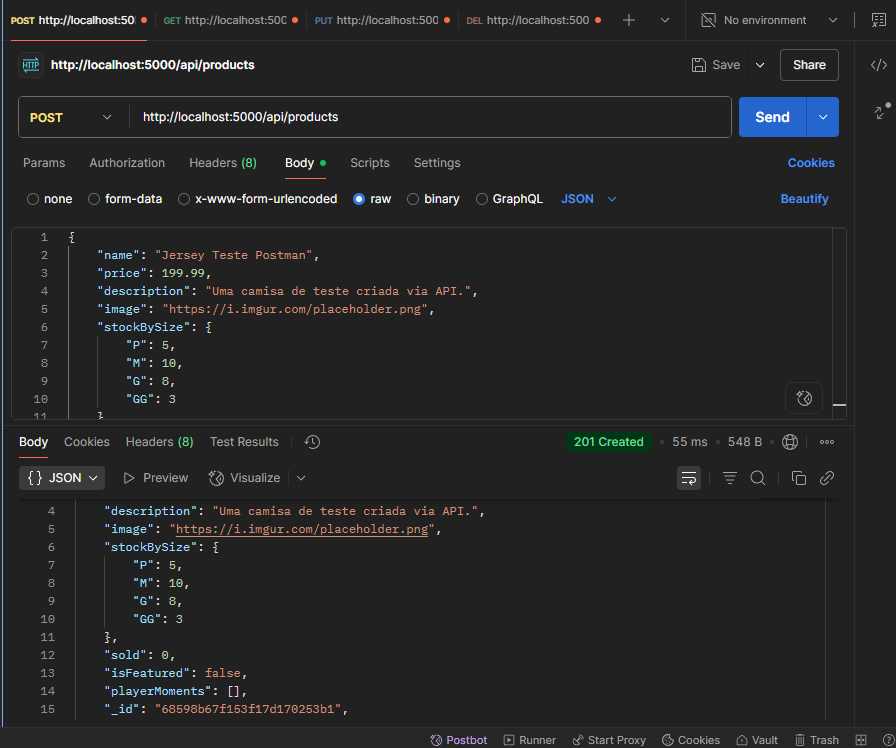 POST http://localhost:50 GET http://localhost:500 PUT http://localhost:500 DEL http://localhost:500 No environment
HTTP http://localhost:5000/api/products Save Share
POST http://localhost:5000/api/products Send
Params Authorization Headers (8) Body Scripts Settings Cookies
none form-data x-www-form-urlencoded raw binary GraphQL JSON Beautify
1 {
2 "name": "Jersey Teste Postman",
3 "price": 199.99,
4 "description": "Uma camisa de teste criada via API.",
5 "image": "https://i.imgur.com/placeholder.png",
6 "stockBySize": {
7 "P": 5,
8 "M": 10,
9 "G": 8,
10 "GG": 3
11 }
Body Cookies Headers (8) Test Results 201 Created • 55 ms • 548 B
{} JSON Preview Visualize
4 "description": "Uma camisa de teste criada via API.",
5 "image": "https://i.imgur.com/placeholder.png",
6 "stockBySize": {
7 "P": 5,
8 "M": 10,
9 "G": 8,
10 "GG": 3
11 },
12 "sold": 0,
13 "isFeatured": false,
14 "playerMoments": [],
15 "_id": "68598b67f153f17d170253b1",
Postbot Runner Start Proxy Cookies Vault Trash